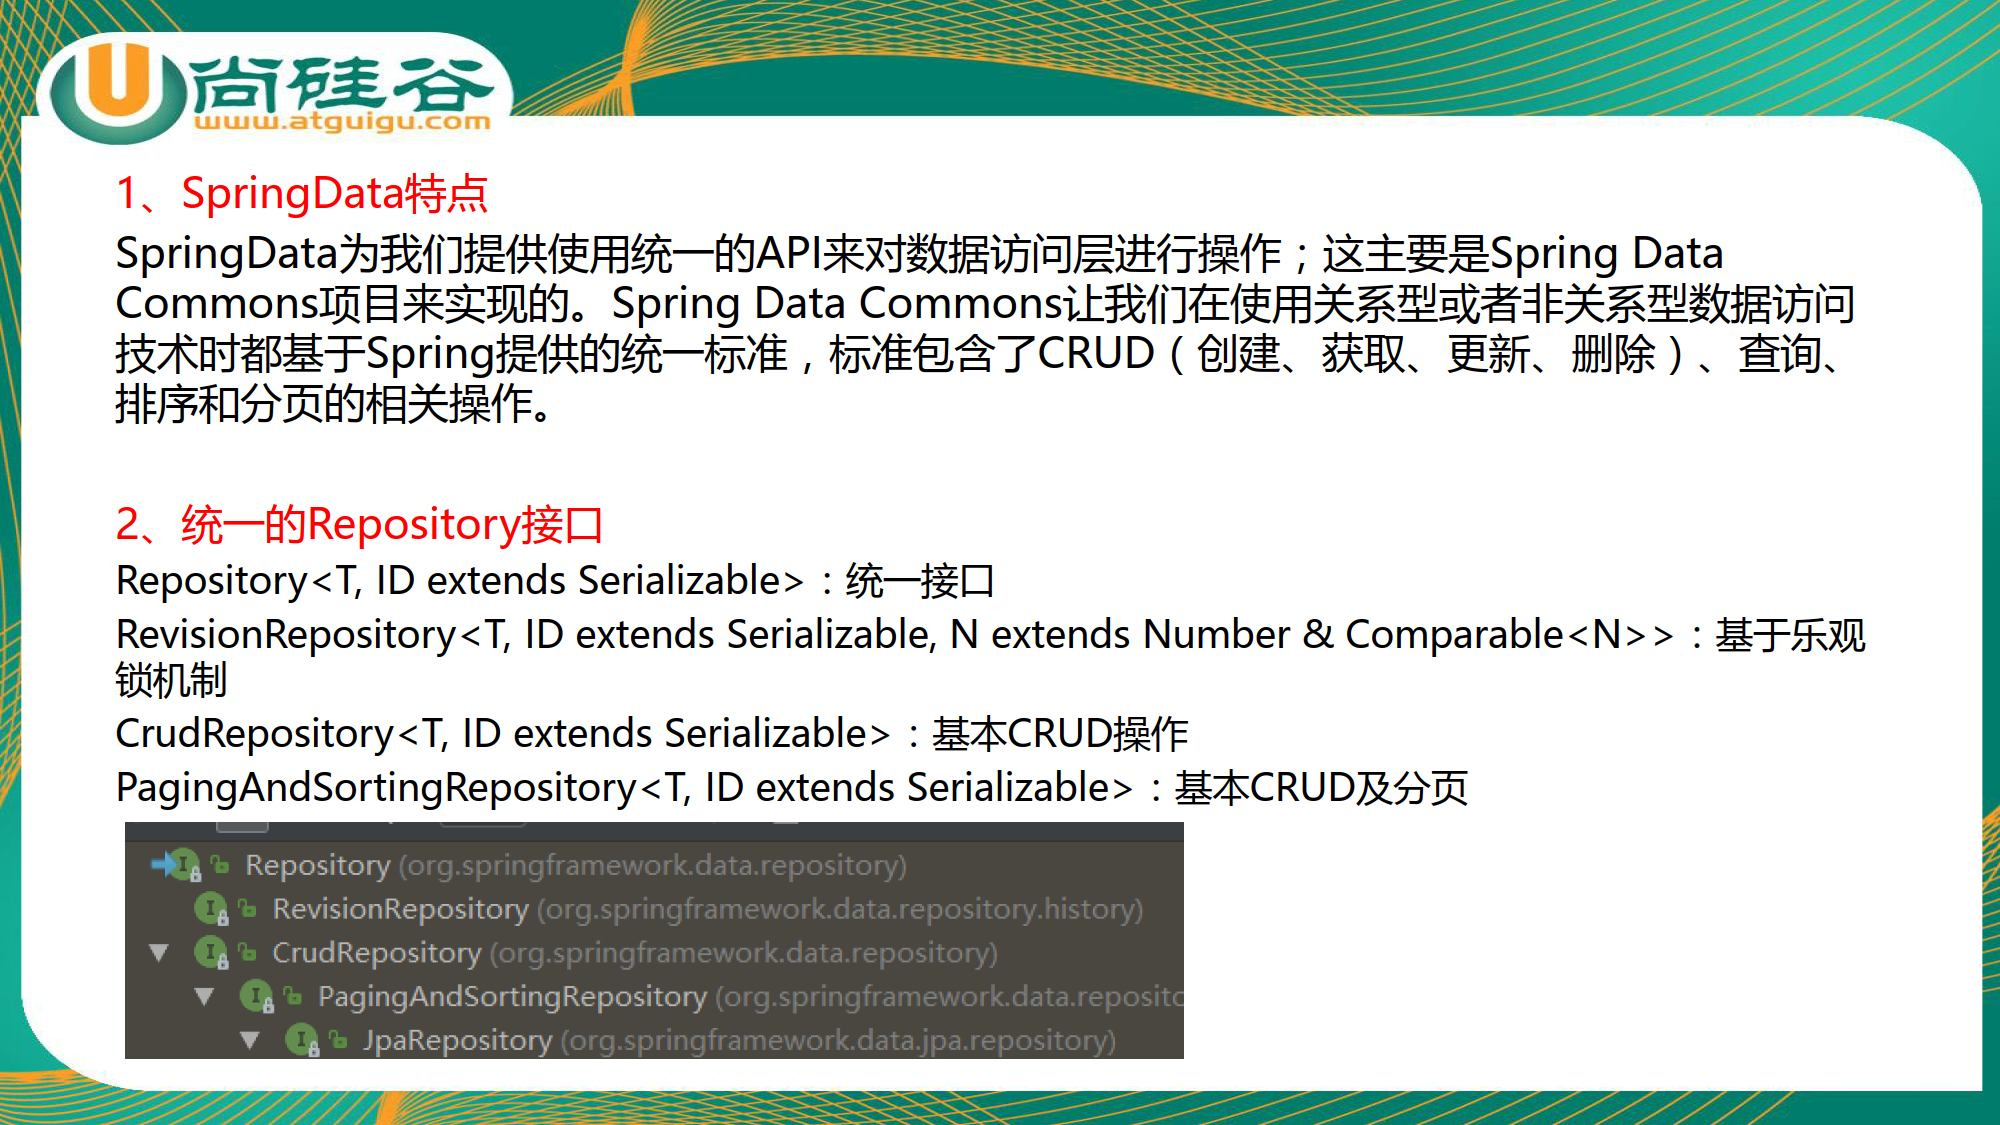 尚硅谷
www.atguigu.com
1、SpringData特点
SpringData为我们提供使用统一的API来对数据访问层进行操作；这主要是Spring Data
Commons项目来实现的。Spring Data Commons让我们在使用关系型或者非关系型数据访问
技术时都基于Spring提供的统一标准，标准包含了CRUD（创建、获取、更新、删除）、查询、
排序和分页的相关操作。
2、统一的Repository接口
Repository<T, ID extends Serializable>：统一接口
RevisionRepository<T, ID extends Serializable, N extends Number & Comparable<N>>：基于乐观
锁机制
CrudRepository<T, ID extends Serializable>：基本CRUD操作
PagingAndSortingRepository<T, ID extends Serializable>：基本CRUD及分页
Repository (org.springframework.data.repository)
RevisionRepository (org.springframework.data.repository.history)
CrudRepository (org.springframework.data.repository)
PagingAndSortingRepository (org.springframework.data.reposito
JpaRepository (org.springframework.data.jpa.repository)